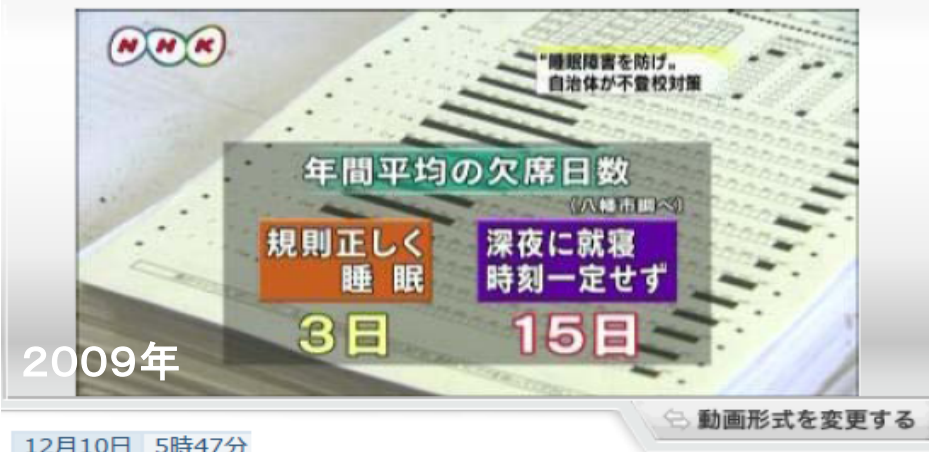 NHK
“睡眠障害を防げ”
自治体が不登校対策
年間平均の欠席日数
(八幡市調べ)
規則正しく
睡眠
3日
深夜に就寝
時刻一定せず
15日
2009年
動画形式を変更する
12月10日 5時47分